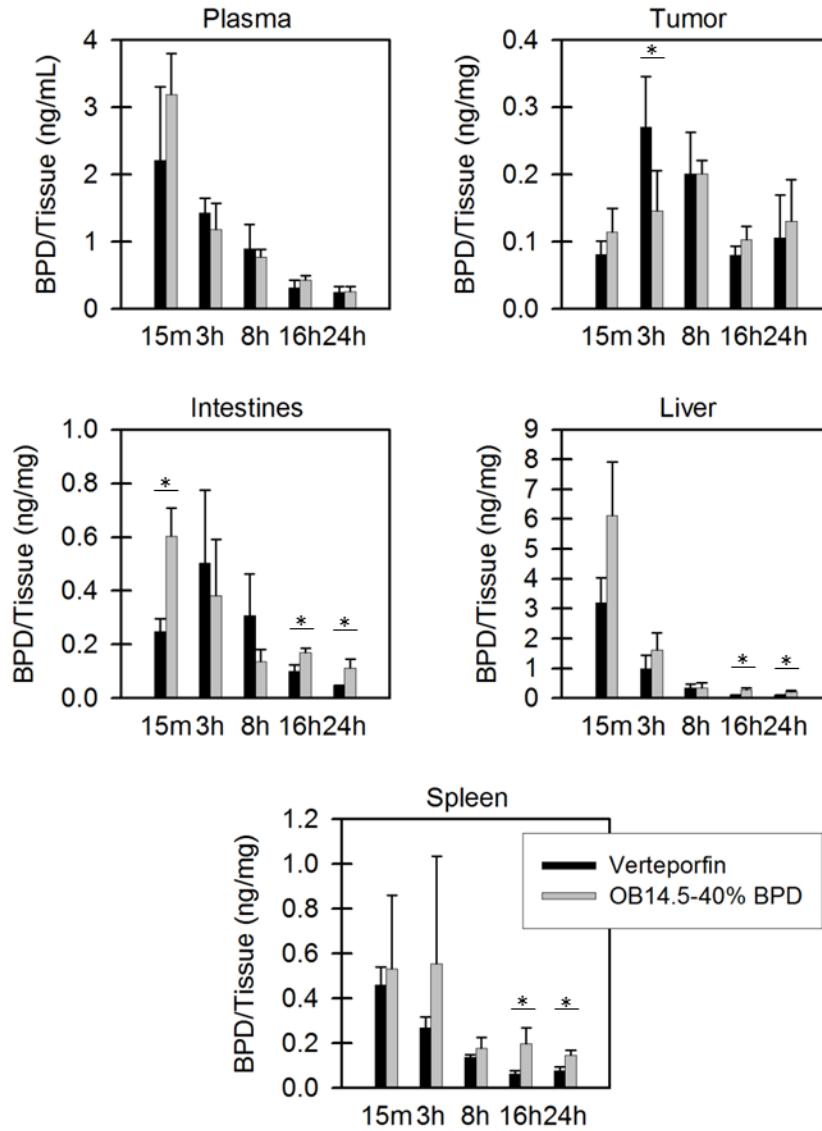 Plasma
BPD/Tissue (ng/mL)
4
3
2
1
0
15m 3h 8h 16h 24h
Tumor
BPD/Tissue (ng/mg)
0.4
0.3
0.2
0.1
0.0
*
15m 3h 8h 16h 24h
Intestines
BPD/Tissue (ng/mg)
1.0
0.8
0.6
0.4
0.2
0.0
* * *
15m 3h 8h 16h 24h
Liver
BPD/Tissue (ng/mg)
9
8
7
6
5
4
3
2
1
0
* *
15m 3h 8h 16h 24h
Spleen
BPD/Tissue (ng/mg)
1.2
1.0
0.8
0.6
0.4
0.2
0.0
* *
15m 3h 8h 16h 24h
Verteporfin
OB14.5-40% BPD